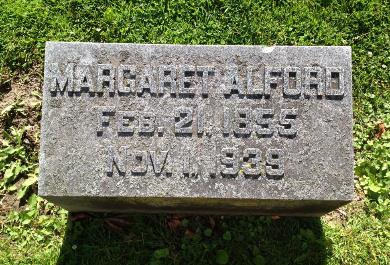 MARGARET ALFORD
FEB. 21, 1855
NOV. 1, 1939